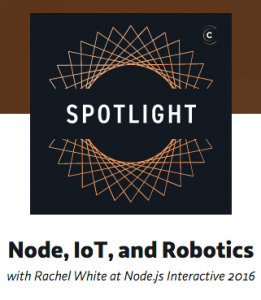 C
SPOTLIGHT
Node, IoT, and Robotics
with Rachel White at Node.js Interactive 2016